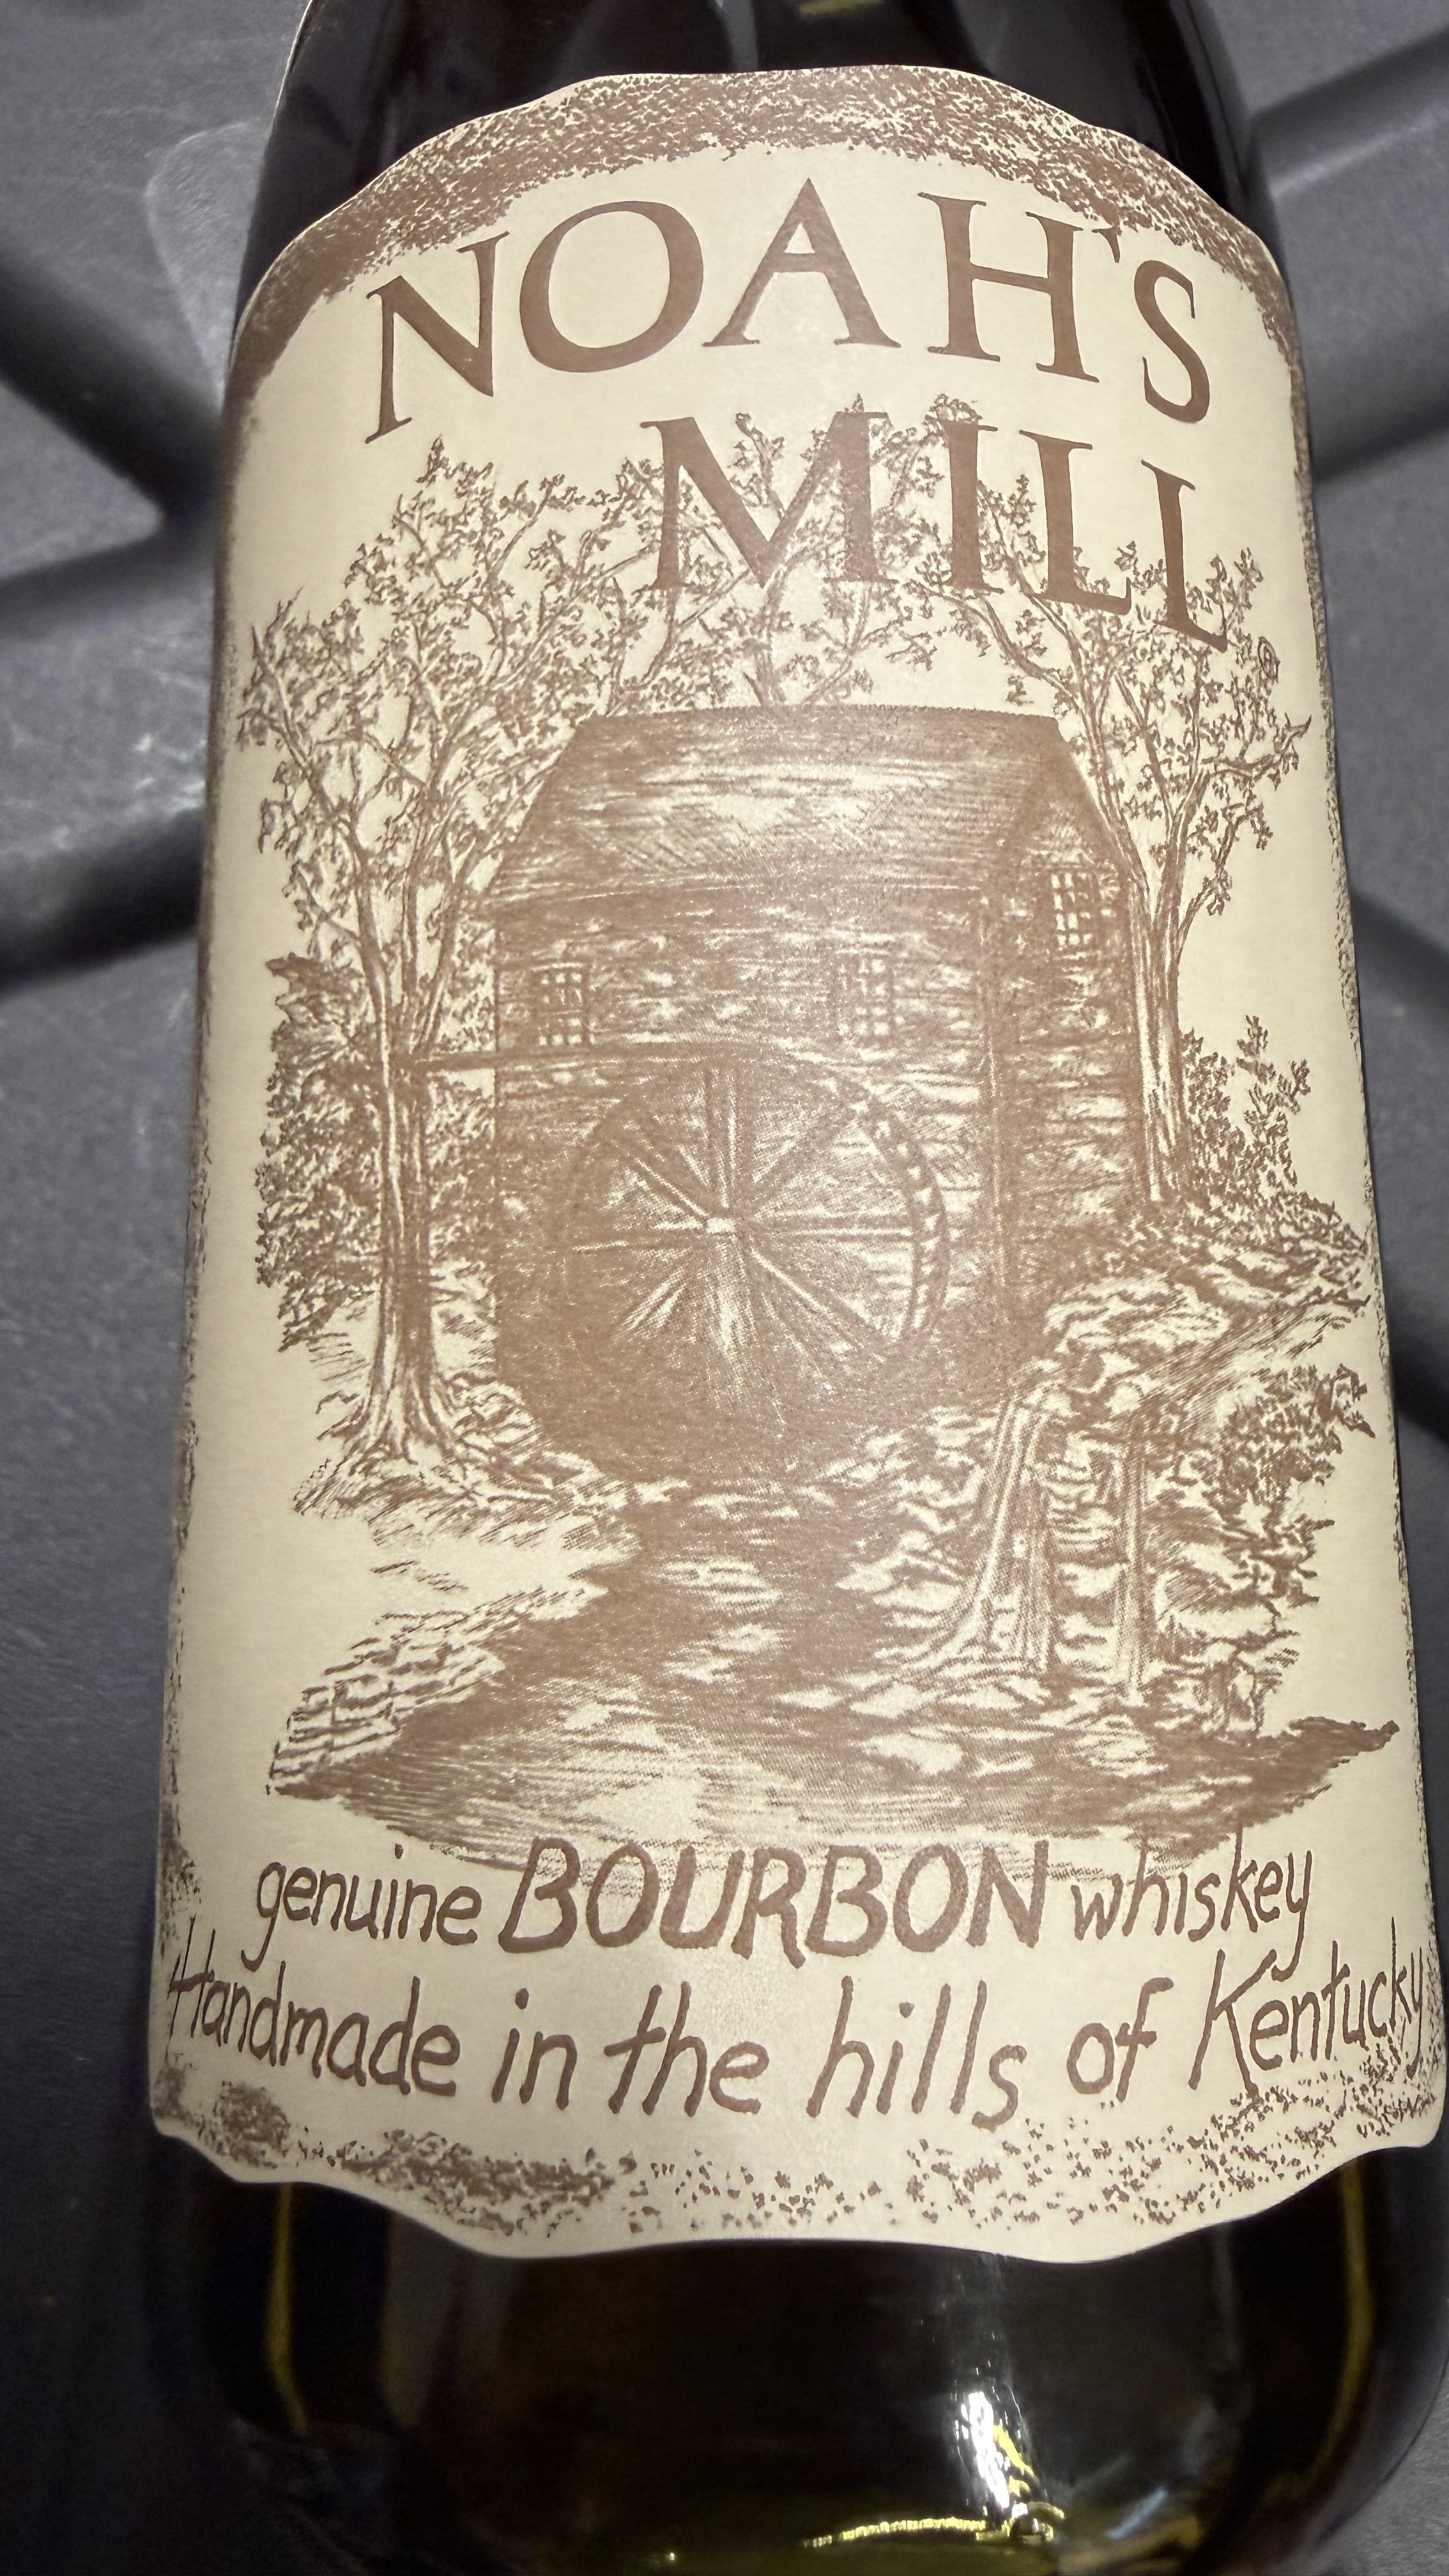 NOAH'S
MILL ®
genuine BOURBON whiskey
Handmade in the hills of Kentucky